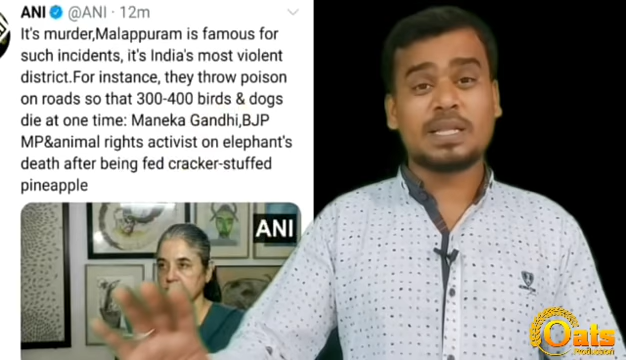 ANI @ANI · 12m
It's murder,Malappuram is famous for
such incidents, it's India's most violent
district.For instance, they throw poison
on roads so that 300-400 birds & dogs
die at one time: Maneka Gandhi,BJP
MP&animal rights activist on elephant's
death after being fed cracker-stuffed
pineapple
ANI
Oats
Production